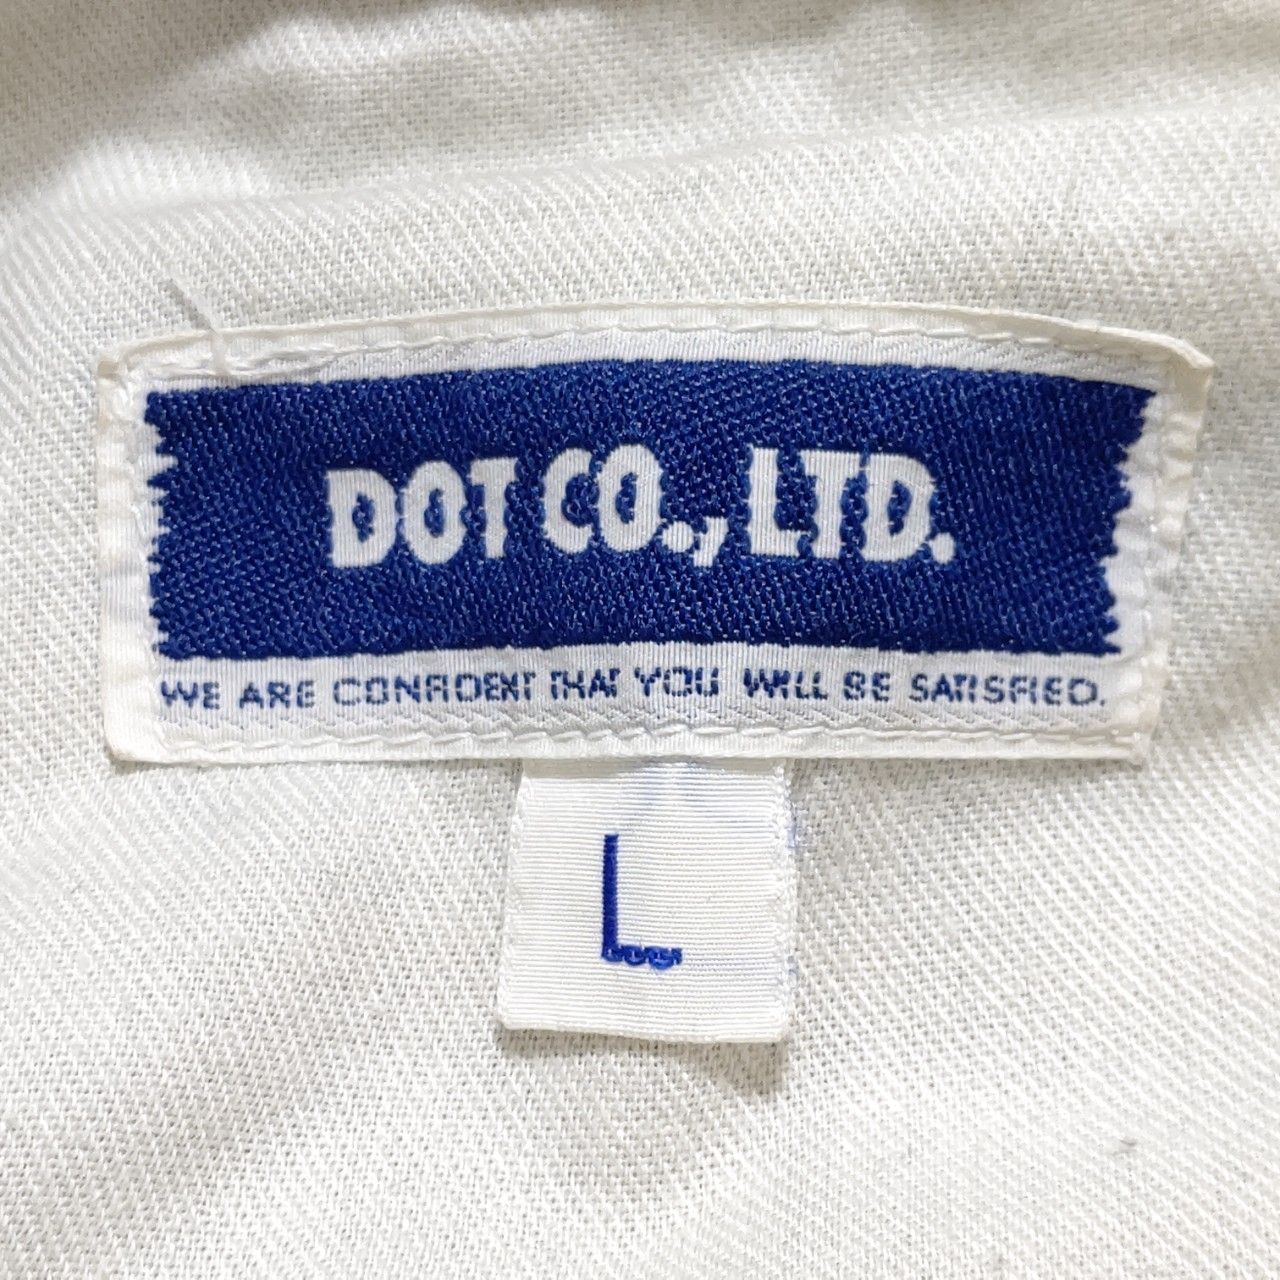 DOT CO., LTD.
WE ARE CONFIDENT THAT YOU WILL BE SATISFIED.
L